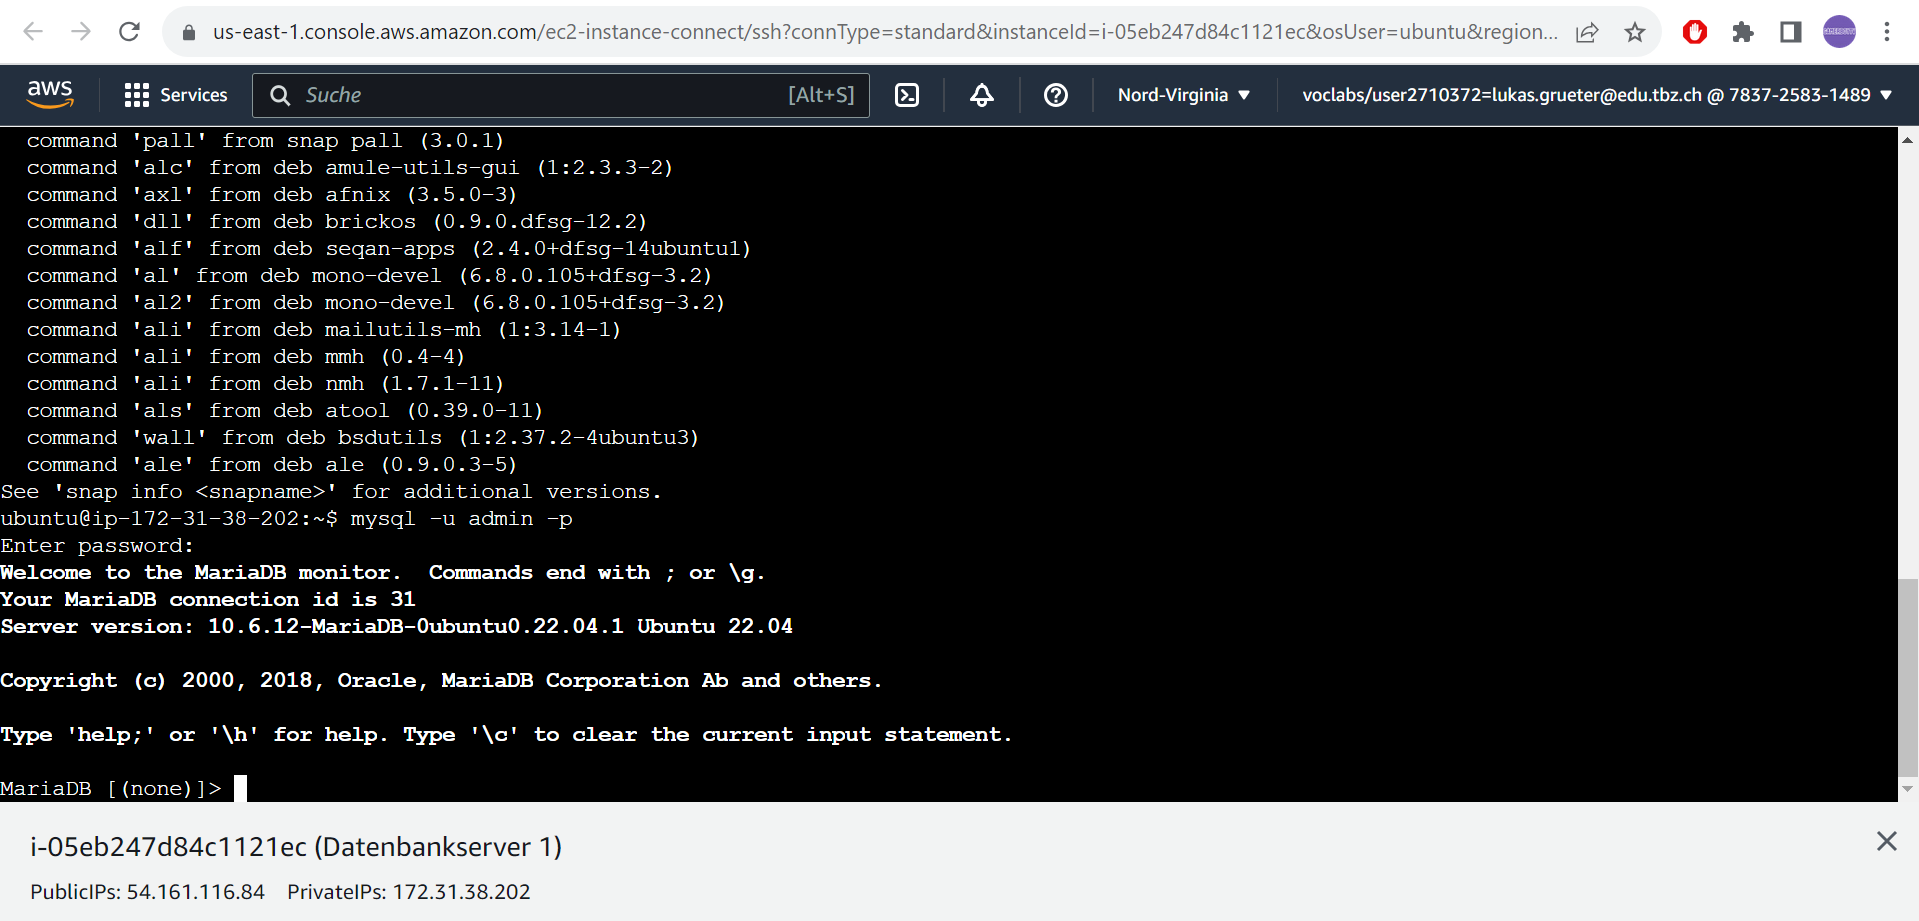 us-east-1.console.aws.amazon.com/ec2-instance-connect/ssh?connType=standard&instanceId=i-05eb247d84c1121ec&osUser=ubuntu&region...
aws Services Suche [Alt+S] Nord-Virginia voclabs/user2710372=lukas.grueter@edu.tbz.ch @ 7837-2583-1489
command 'pall' from snap pall (3.0.1)
command 'alc' from deb amule-utils-gui (1:2.3.3-2)
command 'axl' from deb afnix (3.5.0-3)
command 'dll' from deb brickos (0.9.0.dfsg-12.2)
command 'alf' from deb seqan-apps (2.4.0+dfsg-14ubuntu1)
command 'al' from deb mono-devel (6.8.0.105+dfsg-3.2)
command 'al2' from deb mono-devel (6.8.0.105+dfsg-3.2)
command 'ali' from deb mailutils-mh (1:3.14-1)
command 'ali' from deb mmh (0.4-4)
command 'ali' from deb nmh (1.7.1-11)
command 'als' from deb atool (0.39.0-11)
command 'wall' from deb bsdutils (1:2.37.2-4ubuntu3)
command 'ale' from deb ale (0.9.0.3-5)
See 'snap info <snapname>' for additional versions.
ubuntu@ip-172-31-38-202:~$ mysql -u admin -p
Enter password:
Welcome to the MariaDB monitor.  Commands end with ; or \g.
Your MariaDB connection id is 31
Server version: 10.6.12-MariaDB-0ubuntu0.22.04.1 Ubuntu 22.04
Copyright (c) 2000, 2018, Oracle, MariaDB Corporation Ab and others.
Type 'help;' or '\h' for help. Type '\c' to clear the current input statement.
MariaDB [(none)]>
i-05eb247d84c1121ec (Datenbankserver 1)
PublicIPs: 54.161.116.84 PrivateIPs: 172.31.38.202